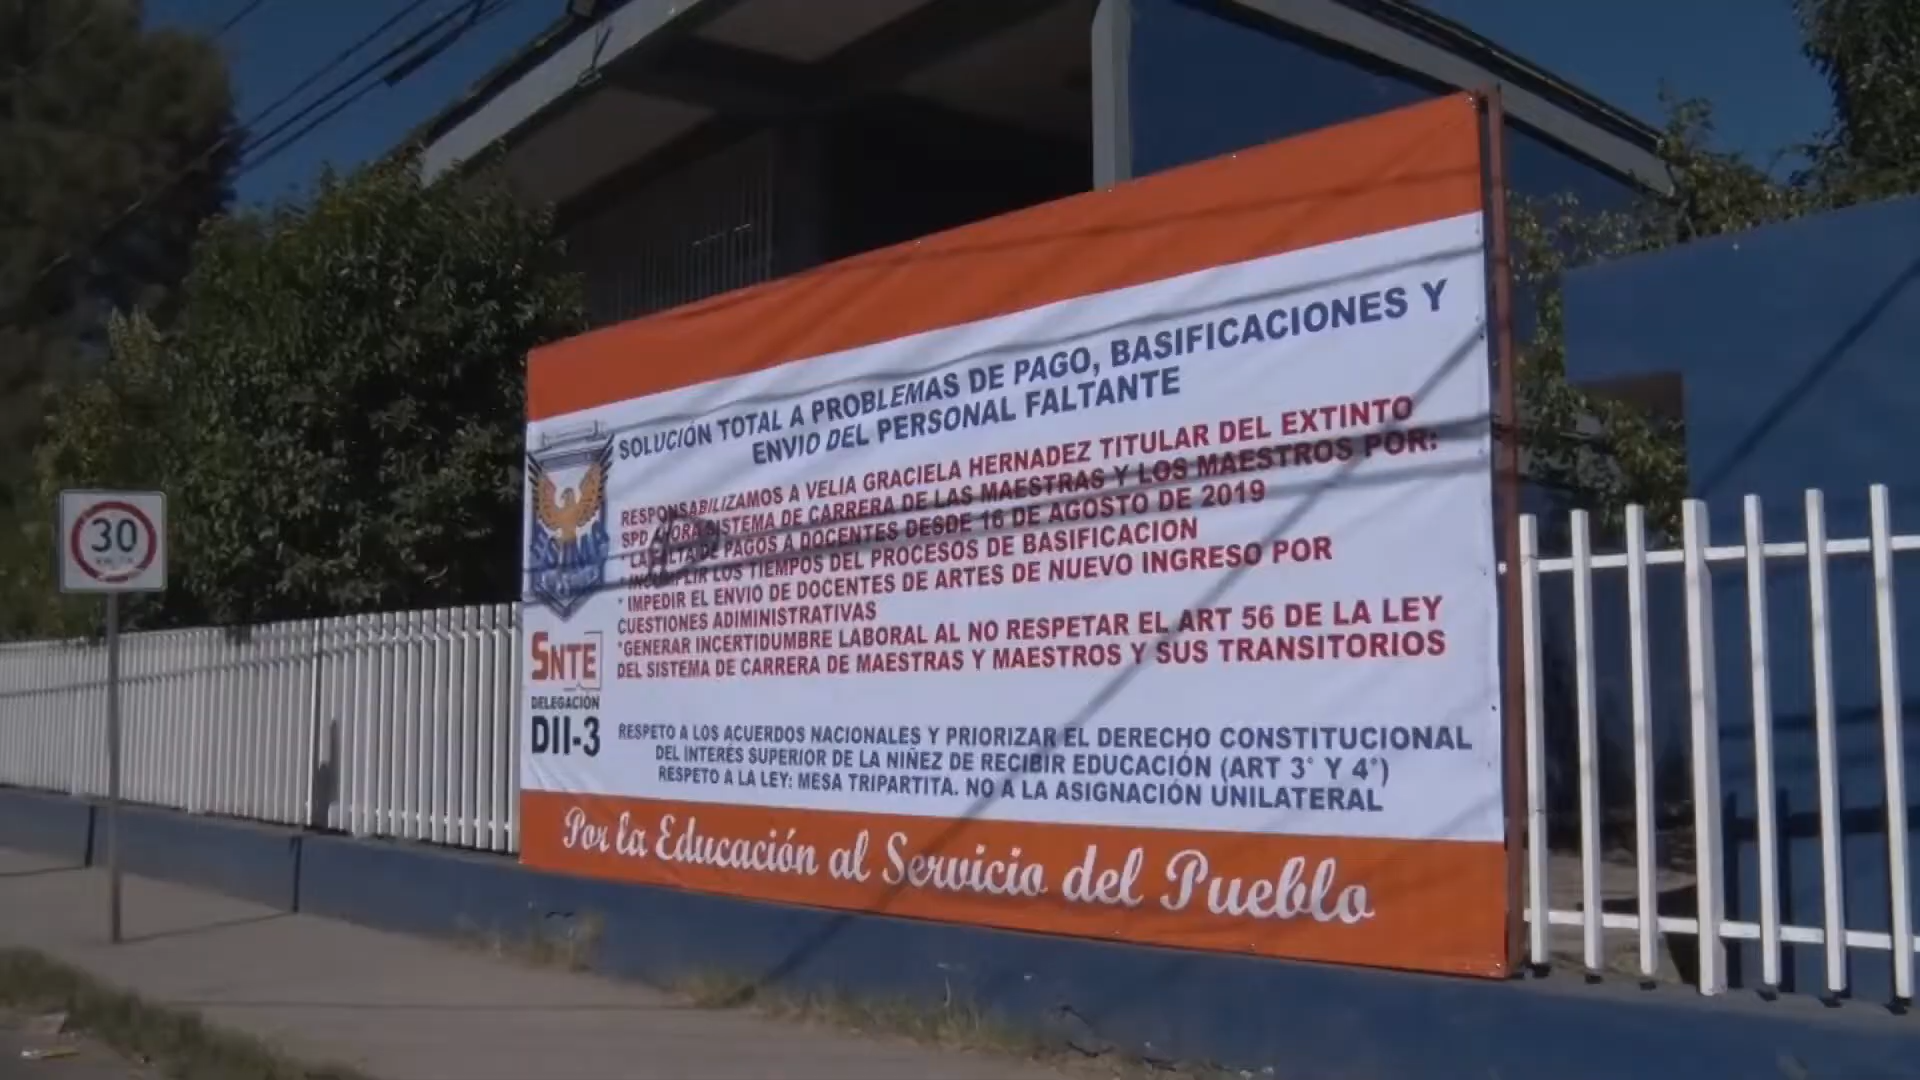 SOLUCIÓN TOTAL A PROBLEMAS DE PAGO, BASIFICACIONES Y
ENVIO DEL PERSONAL FALTANTE
RESPONSABILIZAMOS A VELIA GRACIELA HERNADEZ TITULAR DEL EXTINTO
SPD AHORA SISTEMA DE CARRERA DE LAS MAESTRAS Y LOS MAESTROS POR:
*LA FALTA DE PAGOS A DOCENTES DESDE 16 DE AGOSTO DE 2019
* INCUMPLIR LOS TIEMPOS DEL PROCESOS DE BASIFICACION
* IMPEDIR EL ENVIO DE DOCENTES DE ARTES DE NUEVO INGRESO POR
CUESTIONES ADIMINISTRATIVAS
*GENERAR INCERTIDUMBRE LABORAL AL NO RESPETAR EL ART 56 DE LA LEY
DEL SISTEMA DE CARRERA DE MAESTRAS Y MAESTROS Y SUS TRANSITORIOS
SNTE
DELEGACIÓN
DII-3
RESPETO A LOS ACUERDOS NACIONALES Y PRIORIZAR EL DERECHO CONSTITUCIONAL
DEL INTERÉS SUPERIOR DE LA NIÑEZ DE RECIBIR EDUCACIÓN (ART 3° Y 4°)
RESPETO A LA LEY: MESA TRIPARTITA. NO A LA ASIGNACIÓN UNILATERAL
Por la Educación al Servicio del Pueblo
30